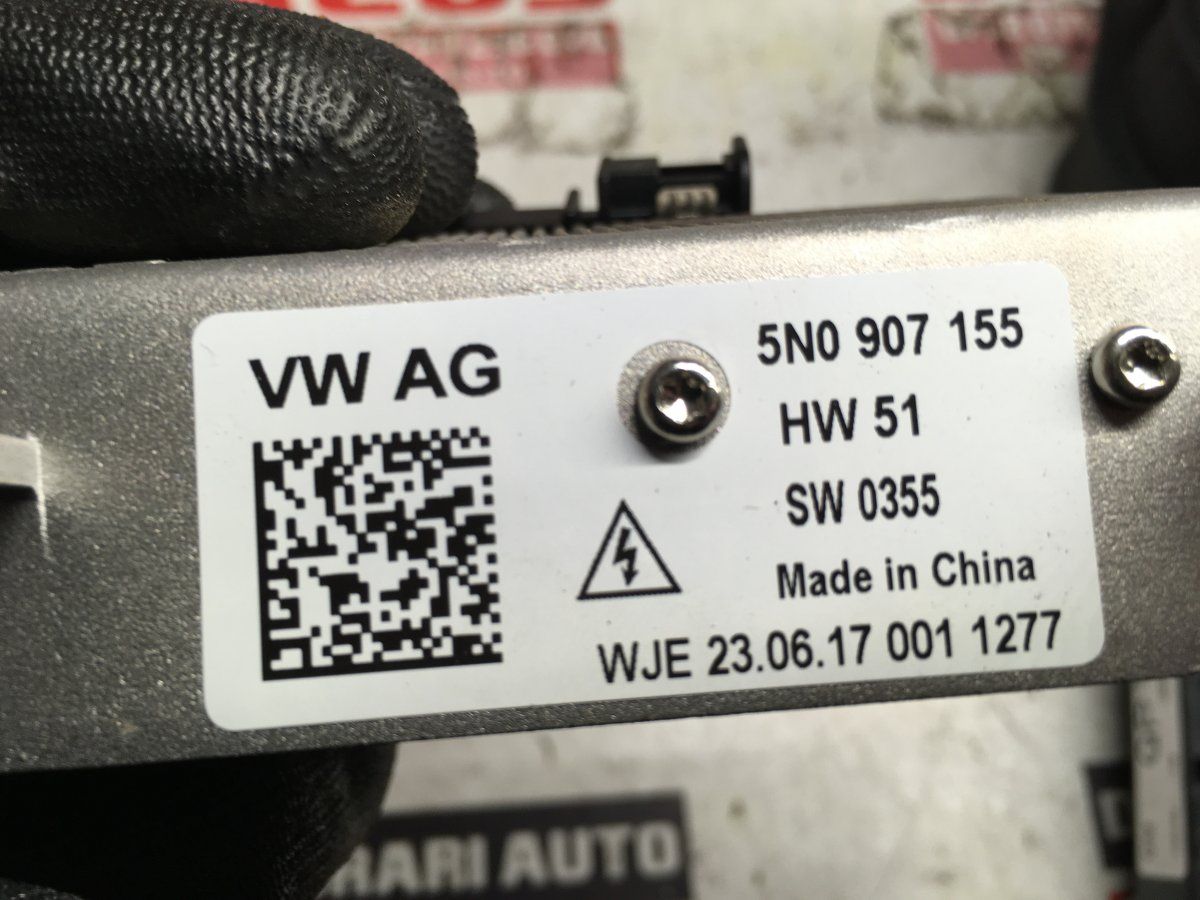 VW AG
5N0 907 155
HW 51
SW 0355
Made in China
WJE 23.06.17 001 1277
RARI AUTO